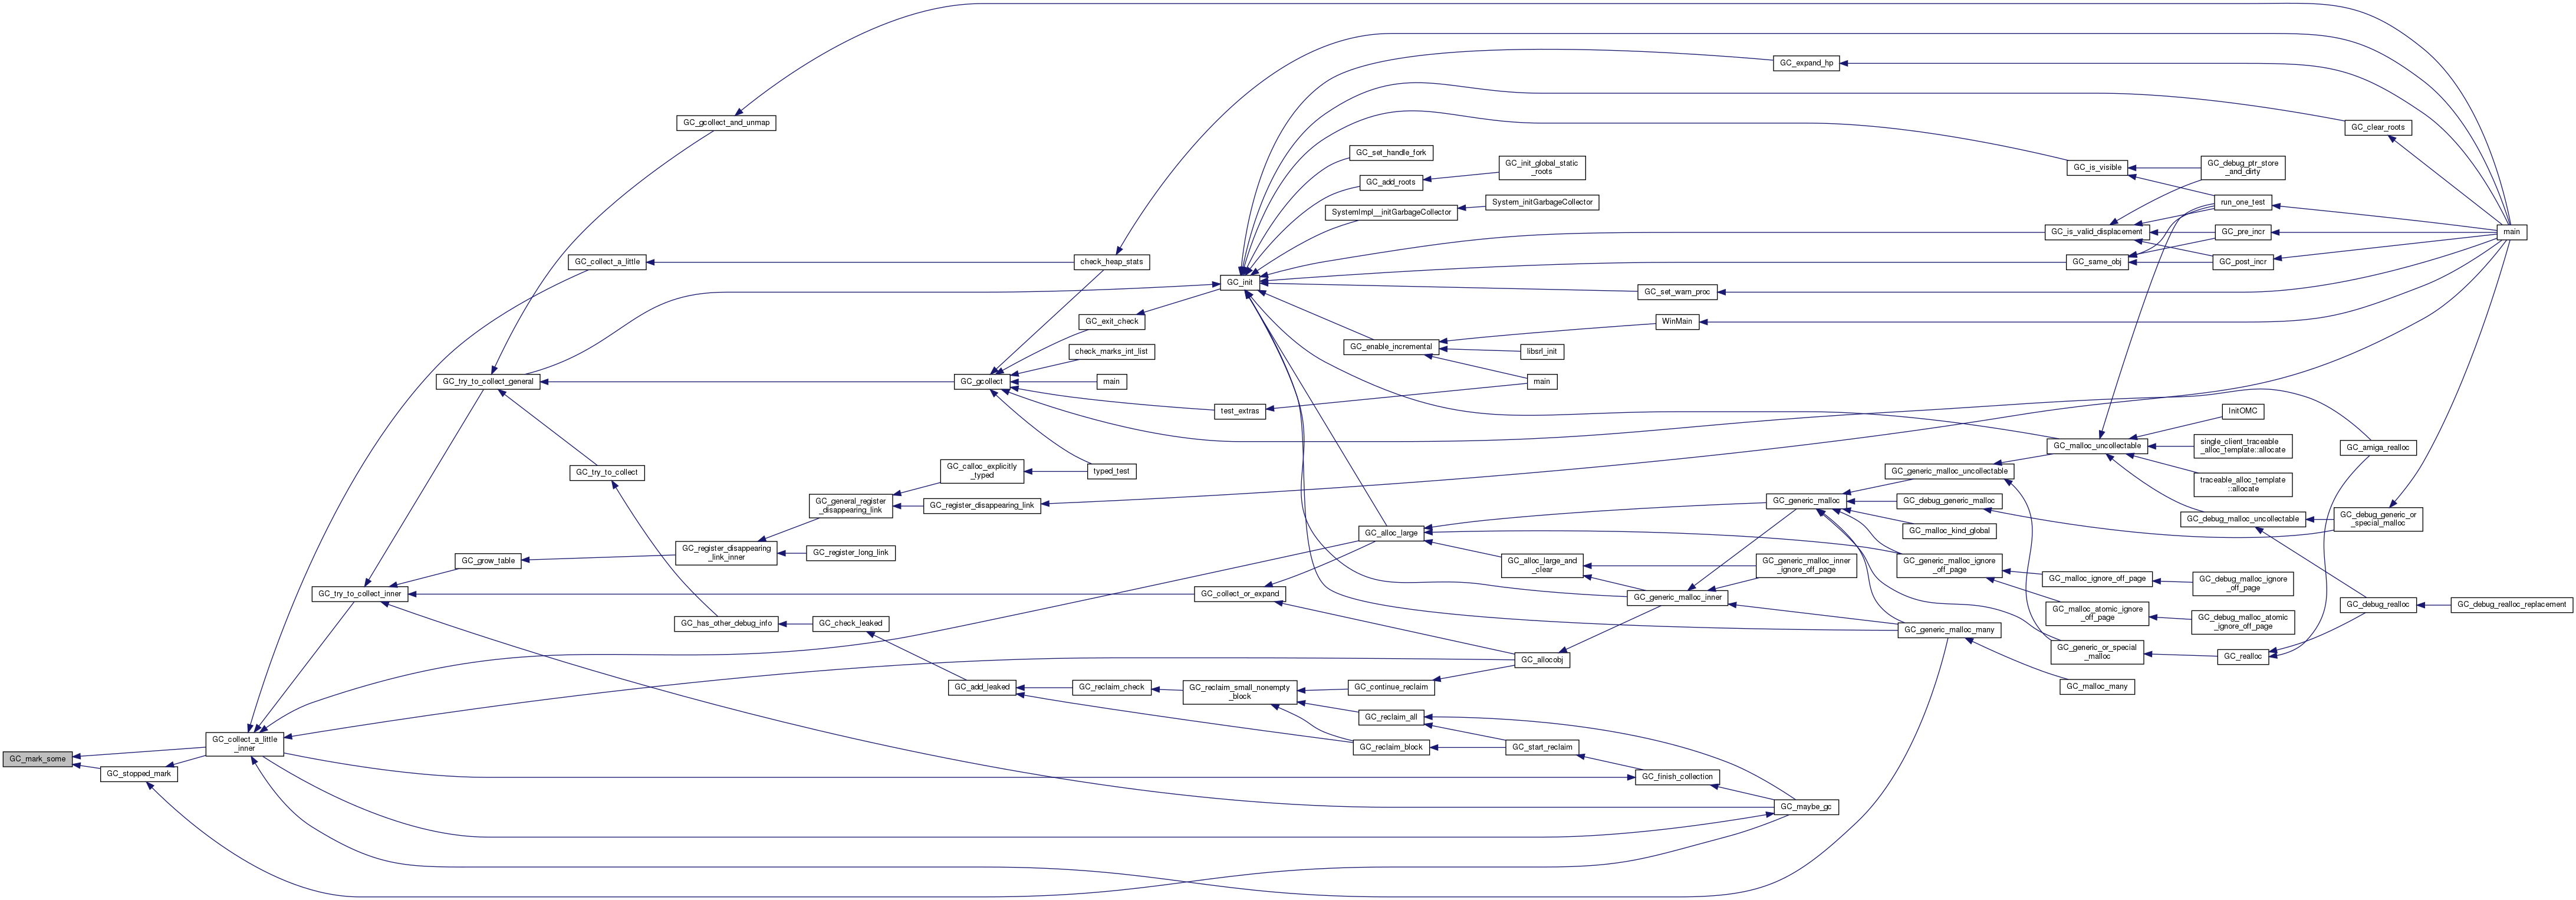 GC_expand_hp
GC_gcollect_and_unmap
GC_clear_roots
GC_set_handle_fork
GC_init_global_static
_roots
GC_is_visible
GC_debug_ptr_store
_and_dirty
GC_add_roots
System_initGarbageCollector
run_one_test
SystemImpl__initGarbageCollector
GC_is_valid_displacement
GC_pre_incr
main
GC_collect_a_little
check_heap_stats
GC_same_obj
GC_post_incr
GC_init
GC_set_warn_proc
GC_exit_check
WinMain
GC_enable_incremental
check_marks_int_list
libsrl_init
GC_try_to_collect_general
GC_gcollect
main
main
test_extras
InitOMC
GC_malloc_uncollectable
single_client_traceable
_alloc_template::allocate
GC_amiga_realloc
GC_try_to_collect
GC_calloc_explicitly
_typed
typed_test
GC_generic_malloc_uncollectable
traceable_alloc_template
::allocate
GC_general_register
_disappearing_link
GC_register_disappearing_link
GC_generic_malloc
GC_debug_generic_malloc
GC_debug_malloc_uncollectable
GC_debug_generic_or
_special_malloc
GC_alloc_large
GC_malloc_kind_global
GC_register_disappearing
_link_inner
GC_register_long_link
GC_grow_table
GC_alloc_large_and
_clear
GC_generic_malloc_inner
_ignore_off_page
GC_generic_malloc_ignore
_off_page
GC_malloc_ignore_off_page
GC_debug_malloc_ignore
_off_page
GC_try_to_collect_inner
GC_collect_or_expand
GC_generic_malloc_inner
GC_malloc_atomic_ignore
_off_page
GC_debug_malloc_atomic
_ignore_off_page
GC_debug_realloc
GC_debug_realloc_replacement
GC_has_other_debug_info
GC_check_leaked
GC_generic_malloc_many
GC_generic_or_special
_malloc
GC_realloc
GC_allocobj
GC_add_leaked
GC_reclaim_check
GC_reclaim_small_nonempty
_block
GC_continue_reclaim
GC_malloc_many
GC_reclaim_all
GC_collect_a_little
_inner
GC_reclaim_block
GC_start_reclaim
GC_mark_some
GC_stopped_mark
GC_finish_collection
GC_maybe_gc